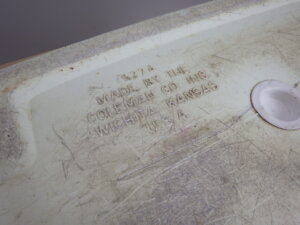 MADE BY THE
COLEMAN CO. INC.
WICHITA, KANSAS
U.S.A.